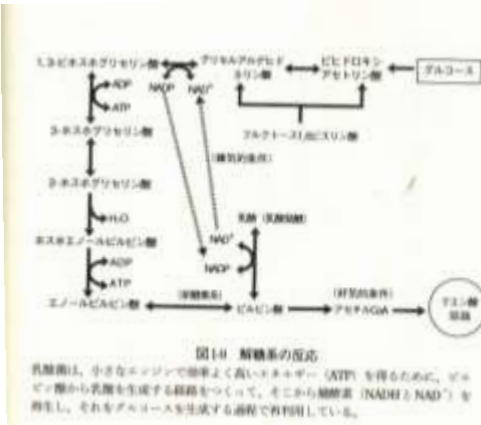 1,3-ビホスホグリセリン酸
グリセルアルデヒド
3-リン酸
ビヒドロキシ
アセトリン酸
グルコース
ADP
ATP
NADP
NAD⁺
3-ホスホグリセリン酸
フルクトース1,6ビスリン酸
(嫌気的条件)
2-ホスホグリセリン酸
H₂O
乳酸 (乳酸発酵)
NAD⁺
NADP
ホスホエノールピルビン酸
ADP
ATP
(解糖系)
(好気的条件)
エノールピルビン酸
ピルビン酸
アセチルCoA
クエン酸
回路
図1-9 解糖系の反応
乳酸菌は、小さなエンジンで効率よく高いエネルギー (ATP) を得るために、ピル
ビン酸から乳酸を生成する経路をつくって、そこから補酵素 (NADHとNAD⁺) を
再生し、それをグルコースを生成する過程で再利用している。